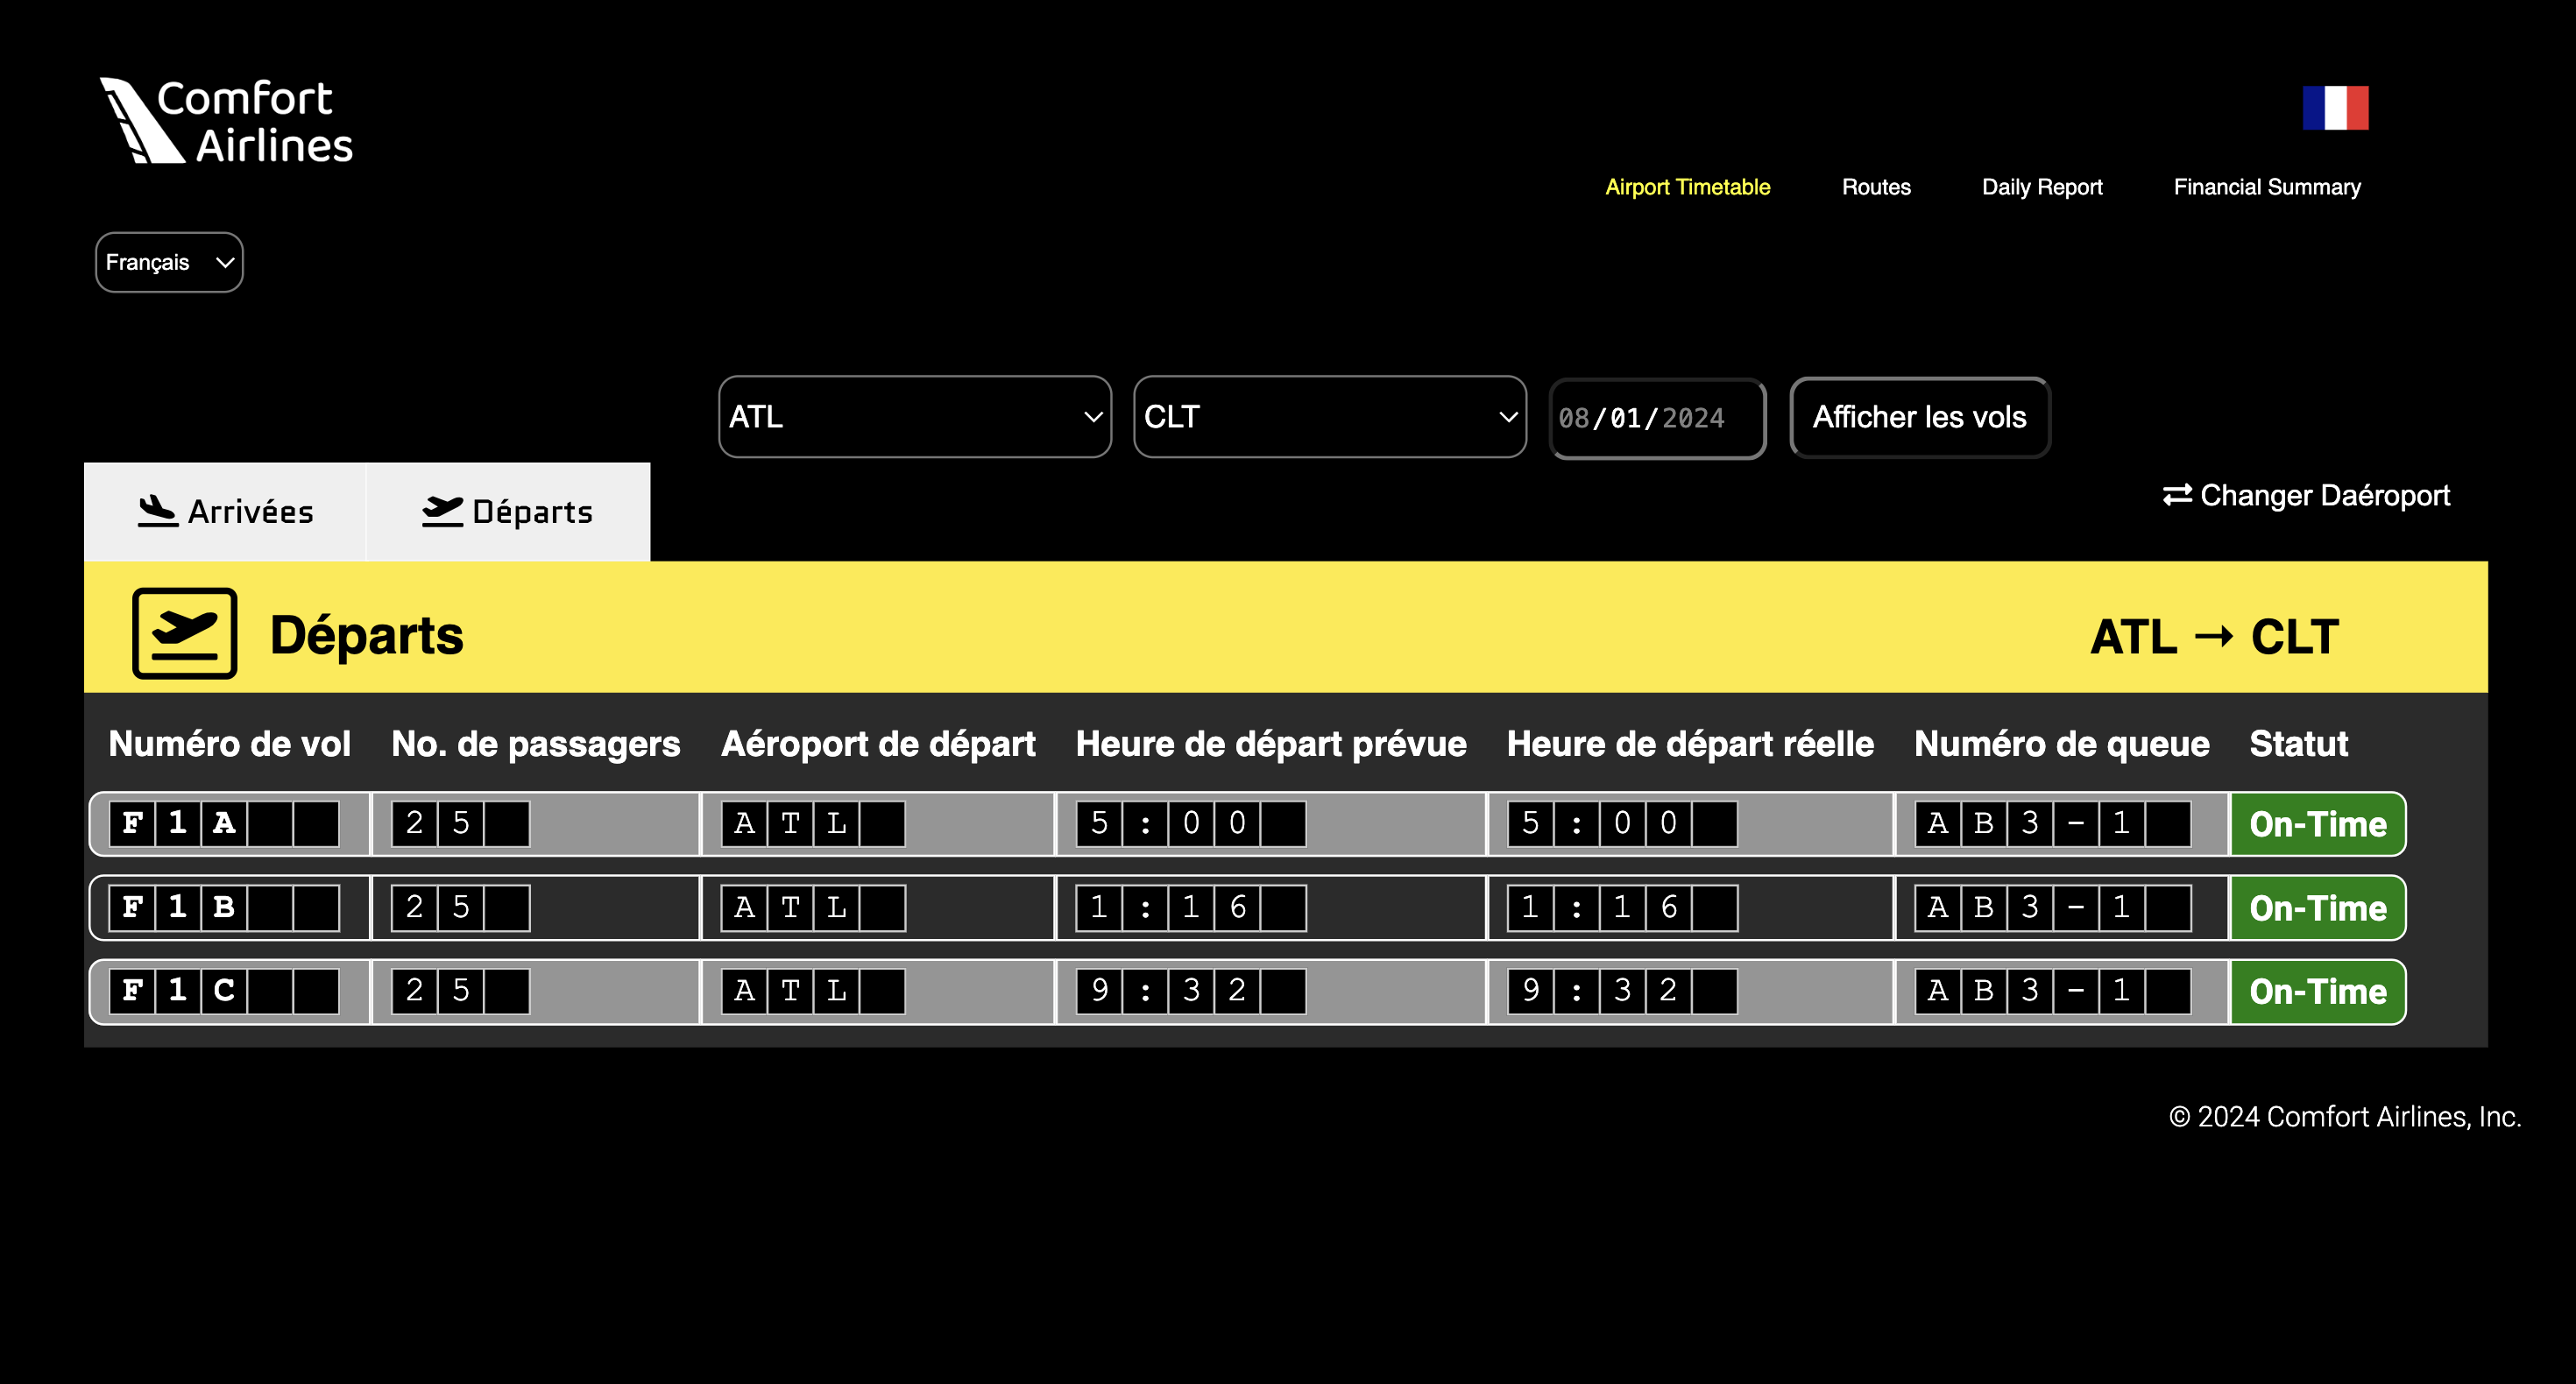 Comfort
Airlines
Airport Timetable Routes Daily Report Financial Summary
Français
ATL CLT 08/01/2024 Afficher les vols
Changer Daéroport
Arrivées Départs
Départs ATL → CLT
Numéro de vol No. de passagers Aéroport de départ Heure de départ prévue Heure de départ réelle Numéro de queue Statut
F1A 25 ATL 5:00 5:00 AB3-1 On-Time
F1B 25 ATL 1:16 1:16 AB3-1 On-Time
F1C 25 ATL 9:32 9:32 AB3-1 On-Time
© 2024 Comfort Airlines, Inc.